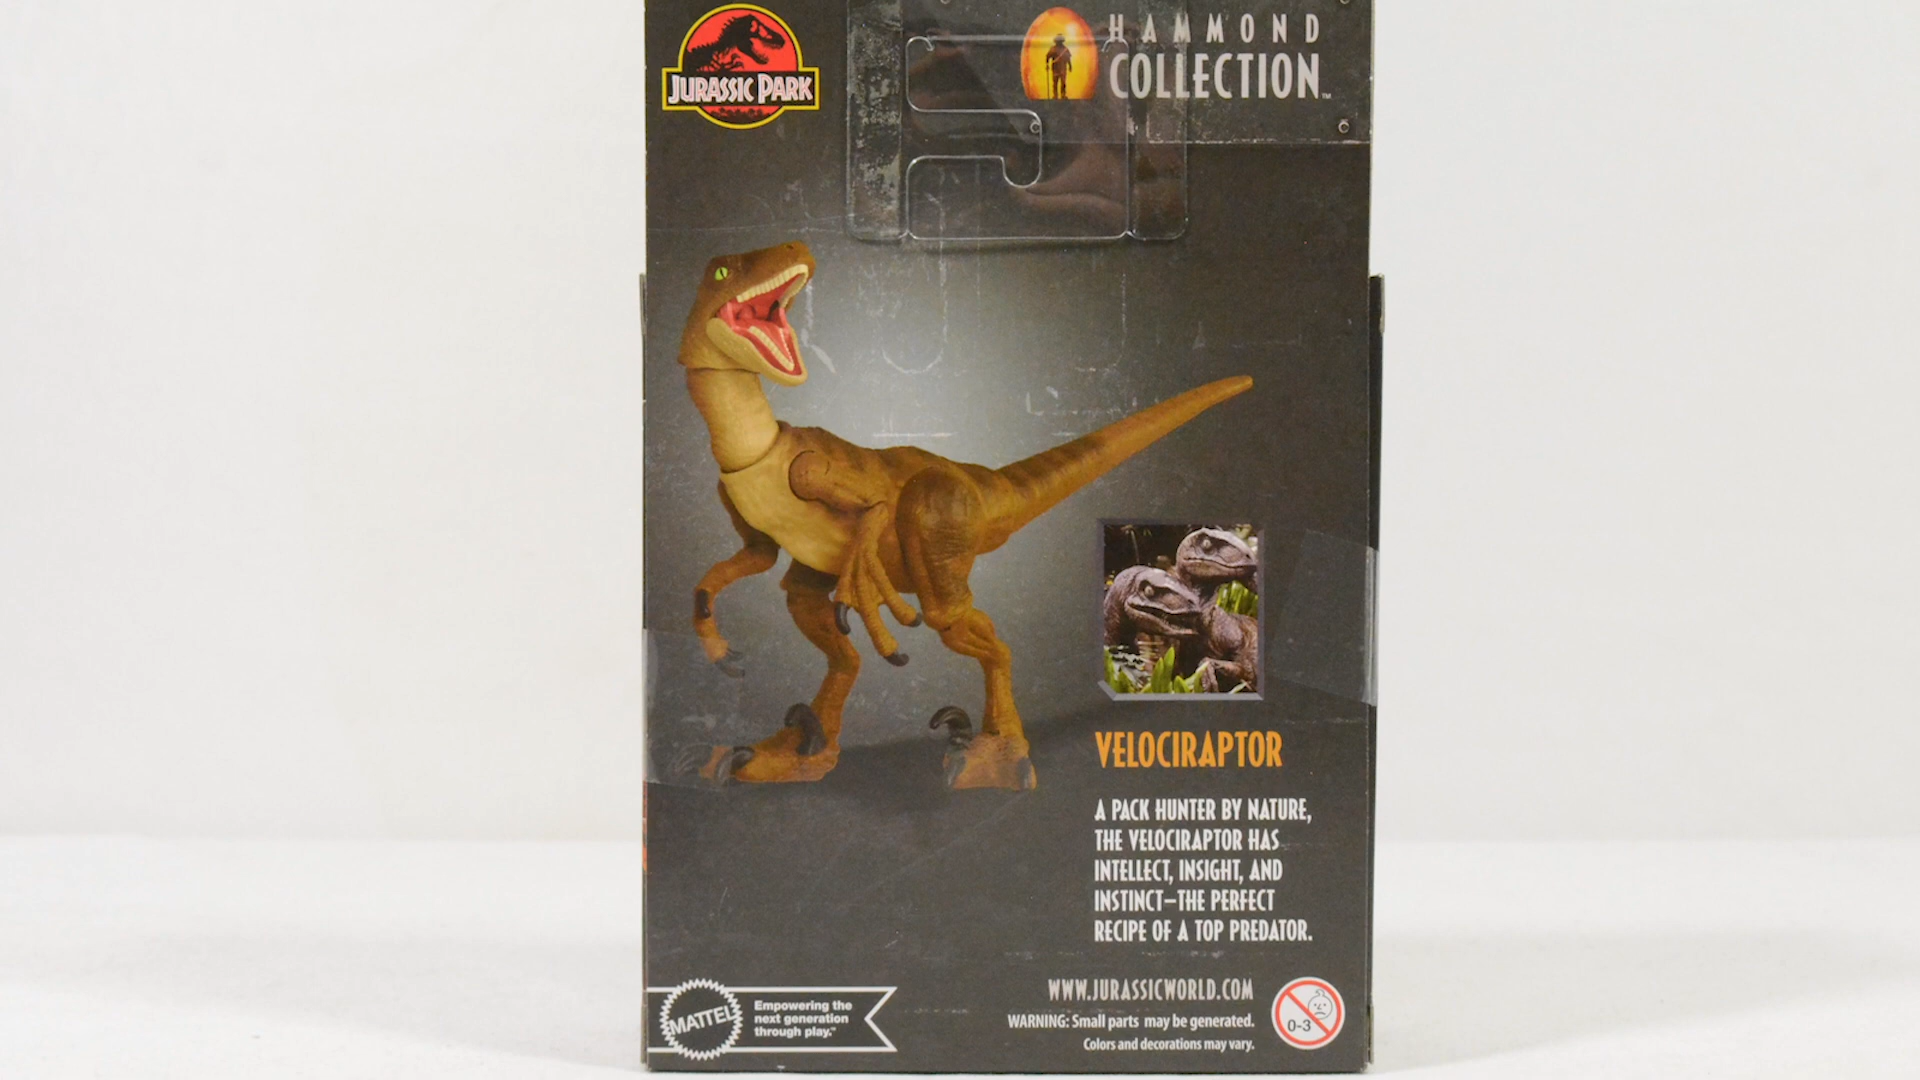 JURASSIC PARK
HAMMOND
COLLECTION™
VELOCIRAPTOR
A PACK HUNTER BY NATURE,
THE VELOCIRAPTOR HAS
INTELLECT, INSIGHT, AND
INSTINCT–THE PERFECT
RECIPE OF A TOP PREDATOR.
MATTEL
Empowering the
next generation
through play.™
WWW.JURASSICWORLD.COM
WARNING: Small parts may be generated.
Colors and decorations may vary.
0-3